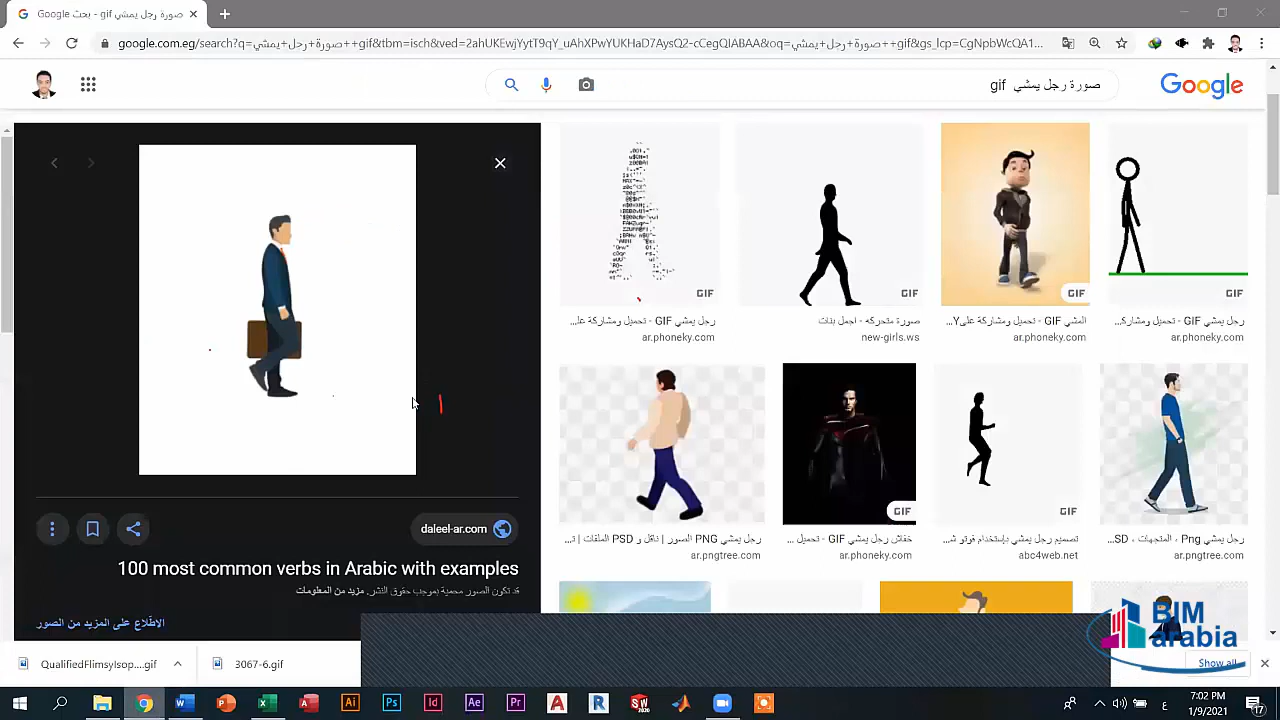 صورة رجل يمشي gif - بحث Google
google.com.eg/search?q=صورة+رجل+يمشي++gif&tbm=isch&ved=2ahUKEwjYytT9qY_uAhXPwYUKHaD7AysQ2-cCegQIABAA&oq=صورة+رجل+يمشي++gif&gs_lcp=CgNpbWcQA1...
صورة رجل يمشي gif
Google
GIF
GIF
GIF
GIF
رجل يمشي GIF - تحميل ومشاركة عل...
ar.phoneky.com
صورة متحركه - اجمل بنات
new-girls.ws
المشي GIF - تحميل ومشاركة علىY...
ar.phoneky.com
رجل يمشي GIF - تحميل ومشارك...
ar.phoneky.com
GIF
GIF
رجل يمشي PNG الصور | ناقل و PSD الملفات | ت...
ar.pngtree.com
خفاش رجل يمشي GIF - تحميل ...
ar.phoneky.com
تصميم رجل يمشي بإستخدام فوتو ش...
abc4web.net
رجل يمشي Png ، المتجهات ، SD...
ar.pngtree.com
daleel-ar.com
100 most common verbs in Arabic with examples
قد تكون الصور محمية بموجب حقوق النشر. مزيد من المعلومات
الاطّلاع على المزيد من الصور
BIM
arabia
QualifiedFlimsyIsop....gif
3067-6.gif
Show all
7:02 PM
1/9/2021